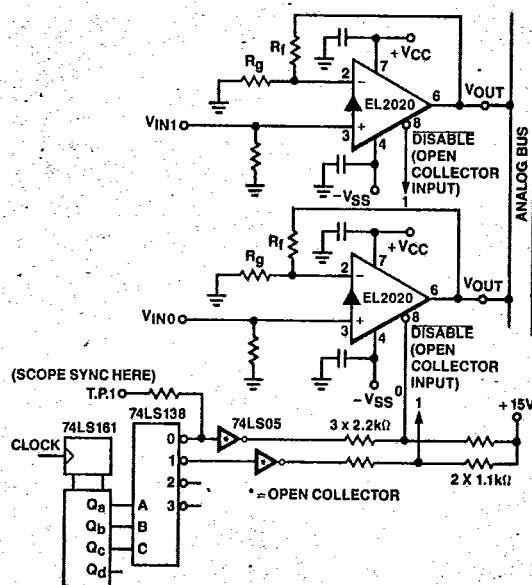 Rf
+VCC
Rg
2
−
7
EL2020
6
VOUT
VIN1
3
+
4
8
DISABLE
(OPEN
COLLECTOR
INPUT)
−VSS
1
ANALOG BUS
Rf
+VCC
Rg
2
−
7
EL2020
6
VOUT
VIN0
3
+
4
8
DISABLE
(OPEN
COLLECTOR
INPUT)
−VSS
0
1
+15V
(SCOPE SYNC HERE)
T.P.1
74LS138
74LS161
74LS05
3 x 2.2kΩ
CLOCK
0
*
1
*
2 X 1.1kΩ
2
* = OPEN COLLECTOR
3
Qa
A
Qb
B
Qc
C
Qd